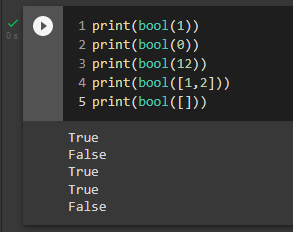 0s
1 print(bool(1))
2 print(bool(0))
3 print(bool(12))
4 print(bool([1,2]))
5 print(bool([]))
True
False
True
True
False